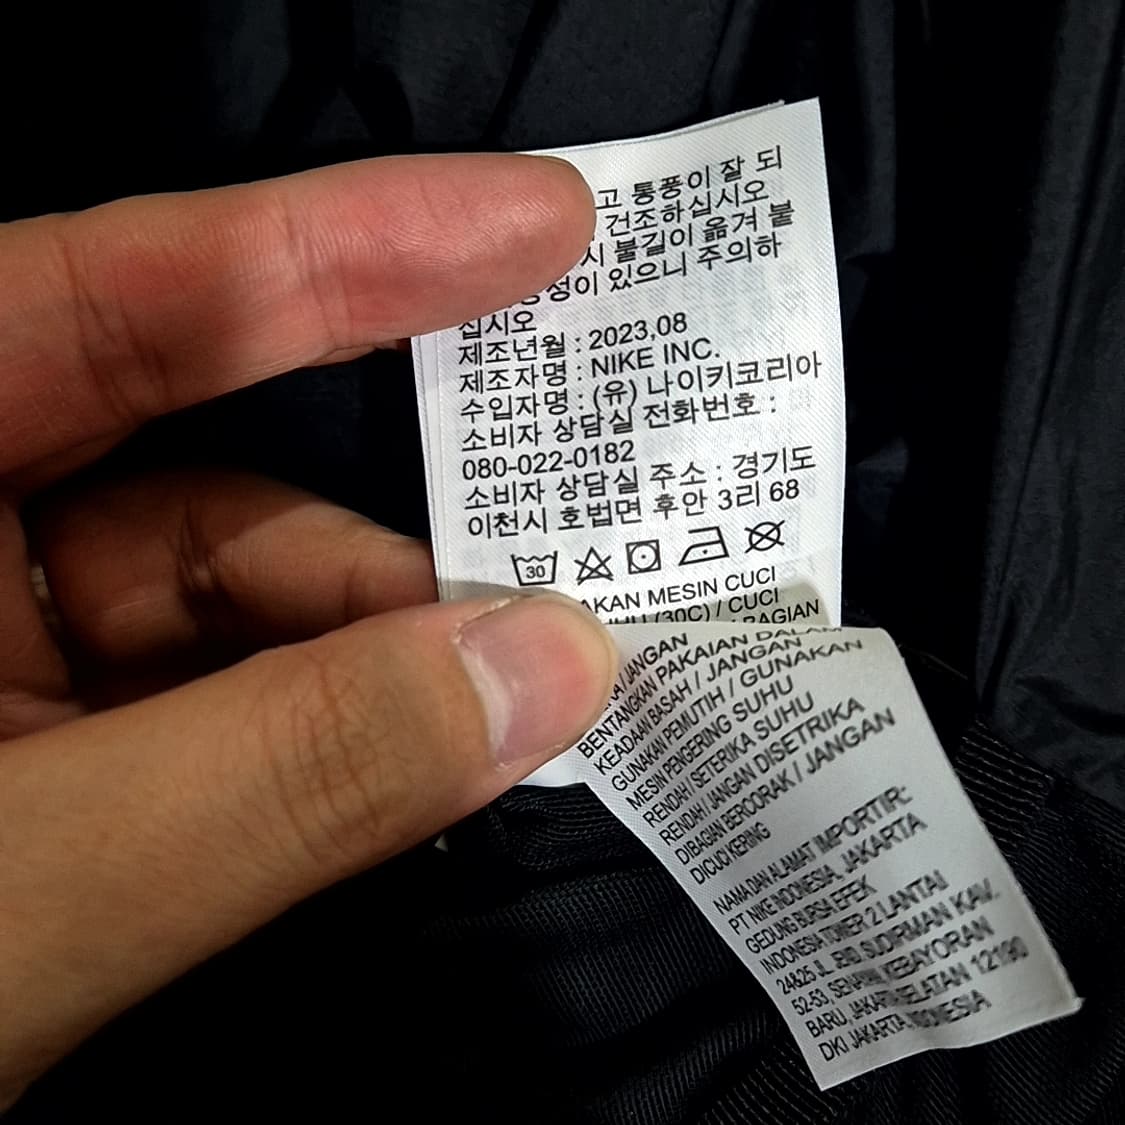 고 통풍이 잘 되
건조하십시오
시 불길이 옮겨 붙
성이 있으니 주의하
십시오
제조년월 : 2023,08
제조자명 : NIKE INC.
수입자명 : (유) 나이키코리아
소비자 상담실 전화번호 :
080-022-0182
소비자 상담실 주소 : 경기도
이천시 호법면 후안 3리 68
30
AKAN MESIN CUCI
(30C) / CUCI
BAGIAN
JANGAN
BENTANGKAN PAKAIAN DALAM
KEADAAN BASAH / JANGAN
GUNAKAN PEMUTIH / GUNAKAN
MESIN PENGERING SUHU
RENDAH / SETERIKA SUHU
RENDAH / JANGAN DISETRIKA
DIBAGIAN BERCORAK / JANGAN
DICUCI KERING
NAMA DAN ALAMAT IMPORTIR:
PT NIKE INDONESIA, JAKARTA
GEDUNG BURSA EFEK
INDONESIA TOWER 2 LANTAI
24&25 JL. JEND. SUDIRMAN KAV.
52-53, SENAYAN KEBAYORAN
BARU, JAKARTA SELATAN 12190
DKI JAKARTA, INDONESIA